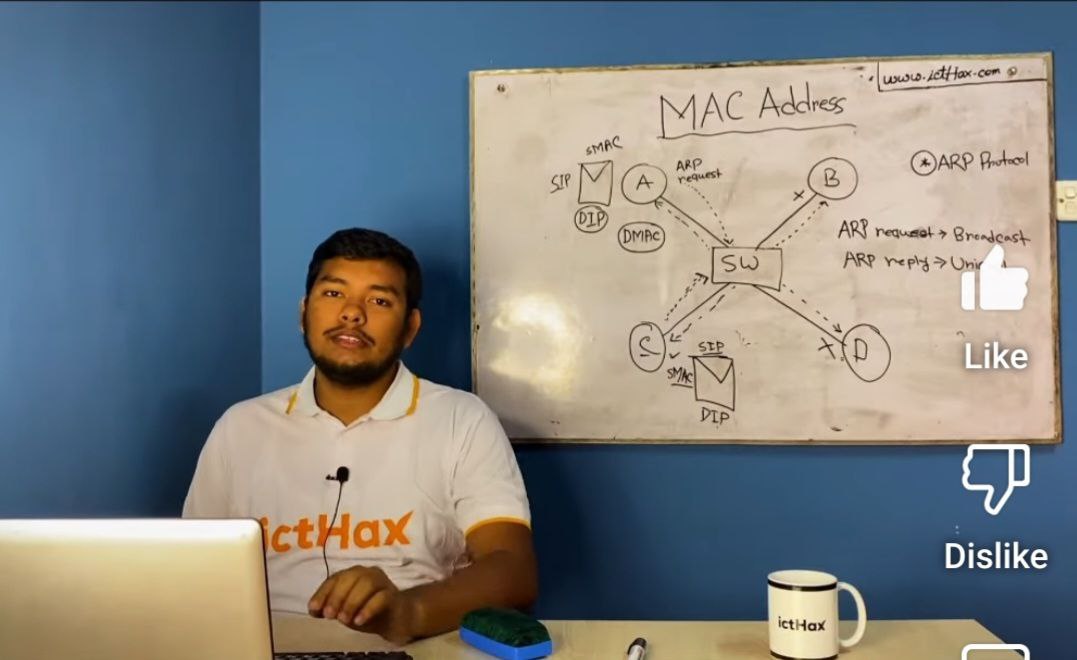 www.ictHax.com
MAC Address
SMAC
SIP
DIP
A
ARP
request
DMAC
B
SW
C
D
SIP
SMAC
DIP
ARP Protocol
ARP request → Broadcast
ARP reply →
Like
Dislike
ictHax
ictHax